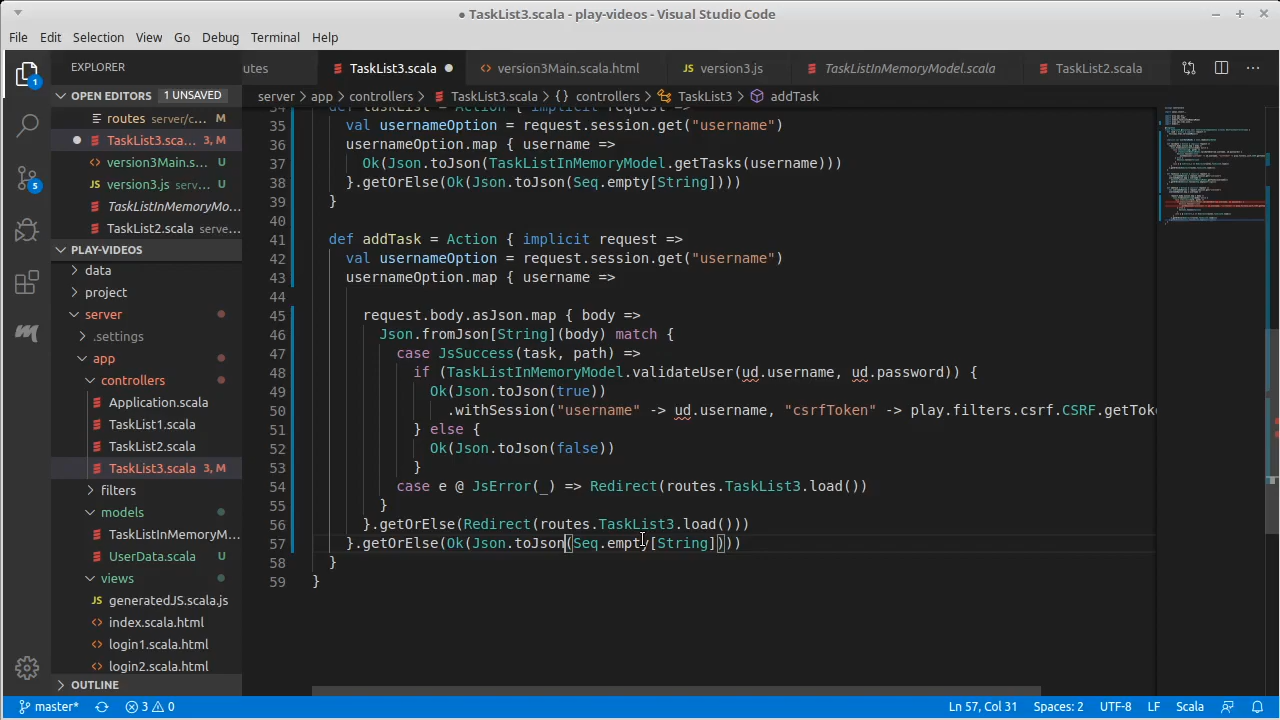 ● TaskList3.scala - play-videos - Visual Studio Code
File Edit Selection View Go Debug Terminal Help
EXPLORER
utes TaskList3.scala ● version3Main.scala.html version3.js TaskListInMemoryModel.scala TaskList2.scala
OPEN EDITORS 1 UNSAVED
server > app > controllers > TaskList3.scala > {} controllers > TaskList3 > addTask
routes server/c... M
TaskList3.sca... 3, M
version3Main.s... U
version3.js serv... U
TaskListInMemoryMo...
TaskList2.scala serve...
PLAY-VIDEOS
data
project
server
.settings
app
controllers
Application.scala
TaskList1.scala
TaskList2.scala
TaskList3.scala 3, M
filters
models
TaskListInMemoryM... U
UserData.scala U
views
generatedJS.scala.js
index.scala.html
login1.scala.html
login2.scala.html
OUTLINE
1
5
34 def taskList = Action { implicit request =>
35 val usernameOption = request.session.get("username")
36 usernameOption.map { username =>
37 Ok(Json.toJson(TaskListInMemoryModel.getTasks(username)))
38 }.getOrElse(Ok(Json.toJson(Seq.empty[String])))
39 }
40
41 def addTask = Action { implicit request =>
42 val usernameOption = request.session.get("username")
43 usernameOption.map { username =>
44
45 request.body.asJson.map { body =>
46 Json.fromJson[String](body) match {
47 case JsSuccess(task, path) =>
48 if (TaskListInMemoryModel.validateUser(ud.username, ud.password)) {
49 Ok(Json.toJson(true))
50 .withSession("username" -> ud.username, "csrfToken" -> play.filters.csrf.CSRF.getToke
51 } else {
52 Ok(Json.toJson(false))
53 }
54 case e @ JsError(_) => Redirect(routes.TaskList3.load())
55 }
56 }.getOrElse(Redirect(routes.TaskList3.load()))
57 }.getOrElse(Ok(Json.toJson(Seq.empty[String])))
58 }
59 }
master* 3 0 Ln 57, Col 31 Spaces: 2 UTF-8 LF Scala